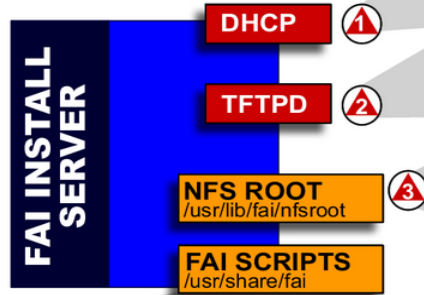 FAI INSTALL
SERVER
DHCP
1
TFTPD
2
NFS ROOT
/usr/lib/fai/nfsroot
3
FAI SCRIPTS
/usr/share/fai